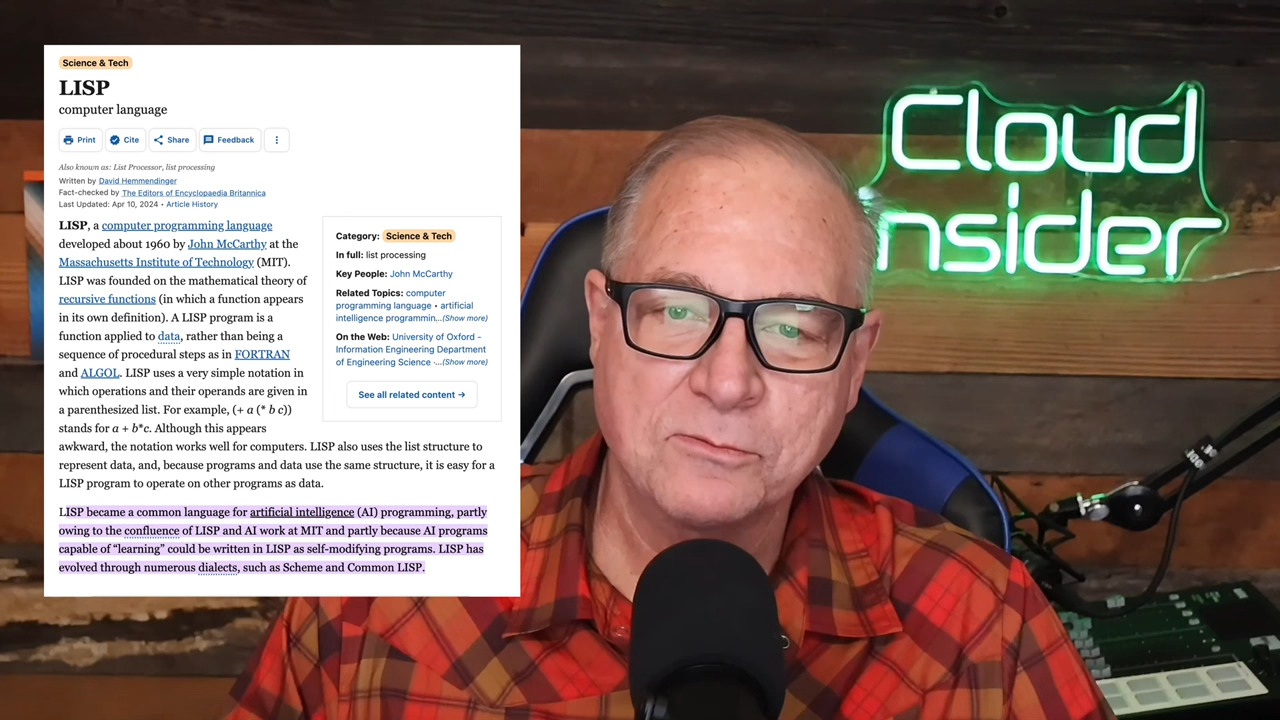 Science & Tech
LISP
computer language
Print
Cite
Share
Feedback
Also known as: List Processor, list processing
Written by David Hemmendinger
Fact-checked by The Editors of Encyclopaedia Britannica
Last Updated: Apr 10, 2024 • Article History
LISP, a computer programming language
developed about 1960 by John McCarthy at the
Massachusetts Institute of Technology (MIT).
LISP was founded on the mathematical theory of
recursive functions (in which a function appears
in its own definition). A LISP program is a
function applied to data, rather than being a
sequence of procedural steps as in FORTRAN
and ALGOL. LISP uses a very simple notation in
which operations and their operands are given in
a parenthesized list. For example, (+ a (* b c))
stands for a + b*c. Although this appears
awkward, the notation works well for computers. LISP also uses the list structure to
represent data, and, because programs and data use the same structure, it is easy for a
LISP program to operate on other programs as data.
LISP became a common language for artificial intelligence (AI) programming, partly
owing to the confluence of LISP and AI work at MIT and partly because AI programs
capable of “learning” could be written in LISP as self-modifying programs. LISP has
evolved through numerous dialects, such as Scheme and Common LISP.
Category: Science & Tech
In full: list processing
Key People: John McCarthy
Related Topics: computer
programming language • artificial
intelligence programmin...(Show more)
On the Web: University of Oxford -
Information Engineering Department
of Engineering Science -...(Show more)
See all related content →
Cloud
insider